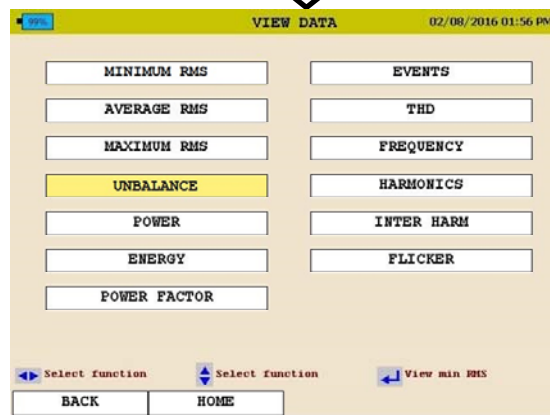 99% VIEW DATA 02/08/2016 01:56 PM
MINIMUM RMS EVENTS
AVERAGE RMS THD
MAXIMUM RMS FREQUENCY
UNBALANCE HARMONICS
POWER INTER HARM
ENERGY FLICKER
POWER FACTOR
Select function Select function View min RMS
BACK HOME